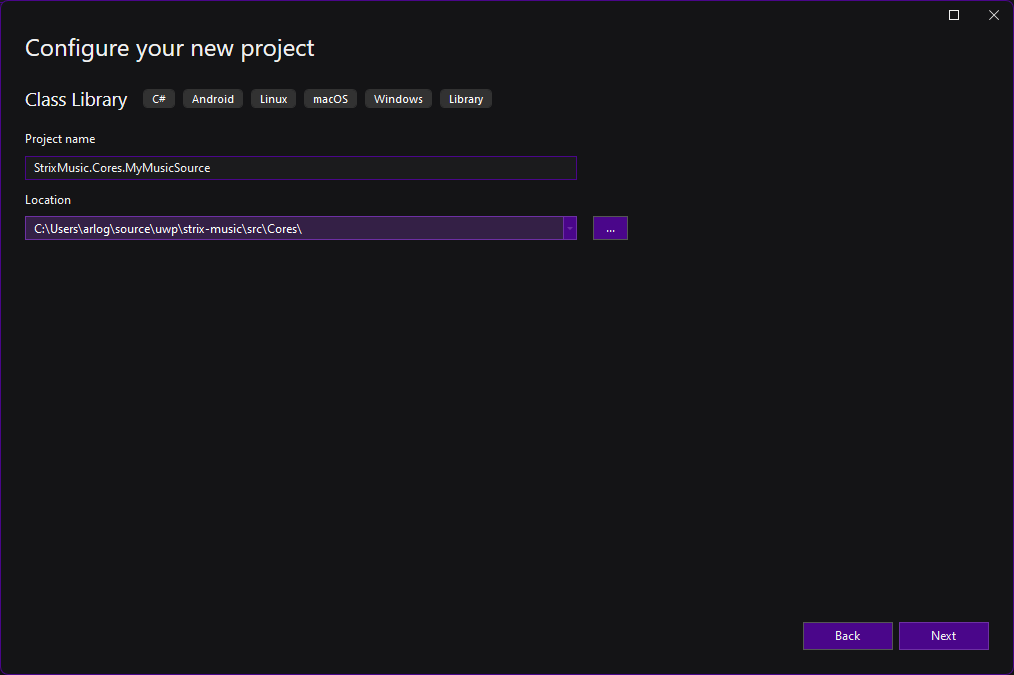 Configure your new project
Class Library C# Android Linux macOS Windows Library
Project name
StrixMusic.Cores.MyMusicSource
Location
C:\Users\arlog\source\uwp\strix-music\src\Cores\ ...
Back Next